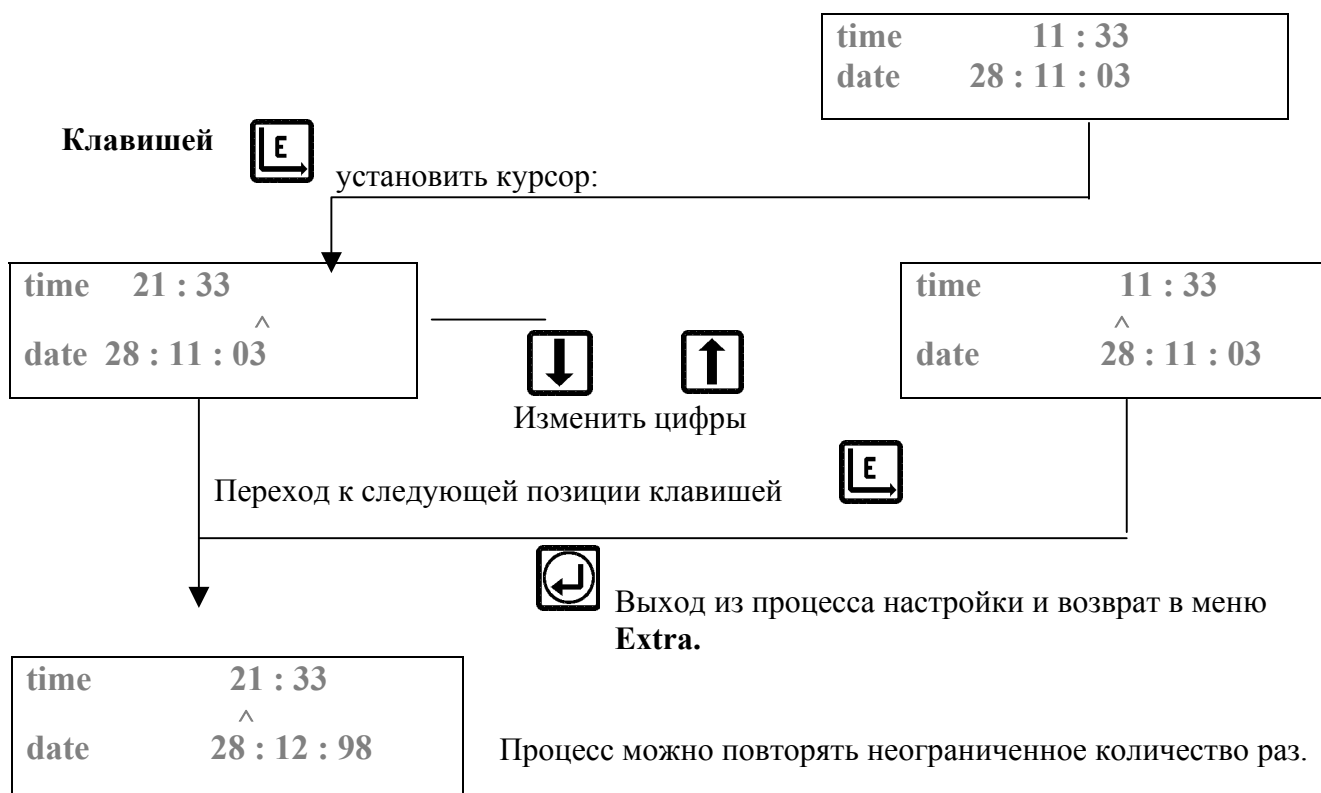 time 11 : 33
date 28 : 11 : 03
Клавишей E
установить курсор:
time 21 : 33
^
date 28 : 11 : 03
time 11 : 33
^
date 28 : 11 : 03
Изменить цифры
Переход к следующей позиции клавишей E
Выход из процесса настройки и возврат в меню
Extra.
time 21 : 33
^
date 28 : 12 : 98
Процесс можно повторять неограниченное количество раз.